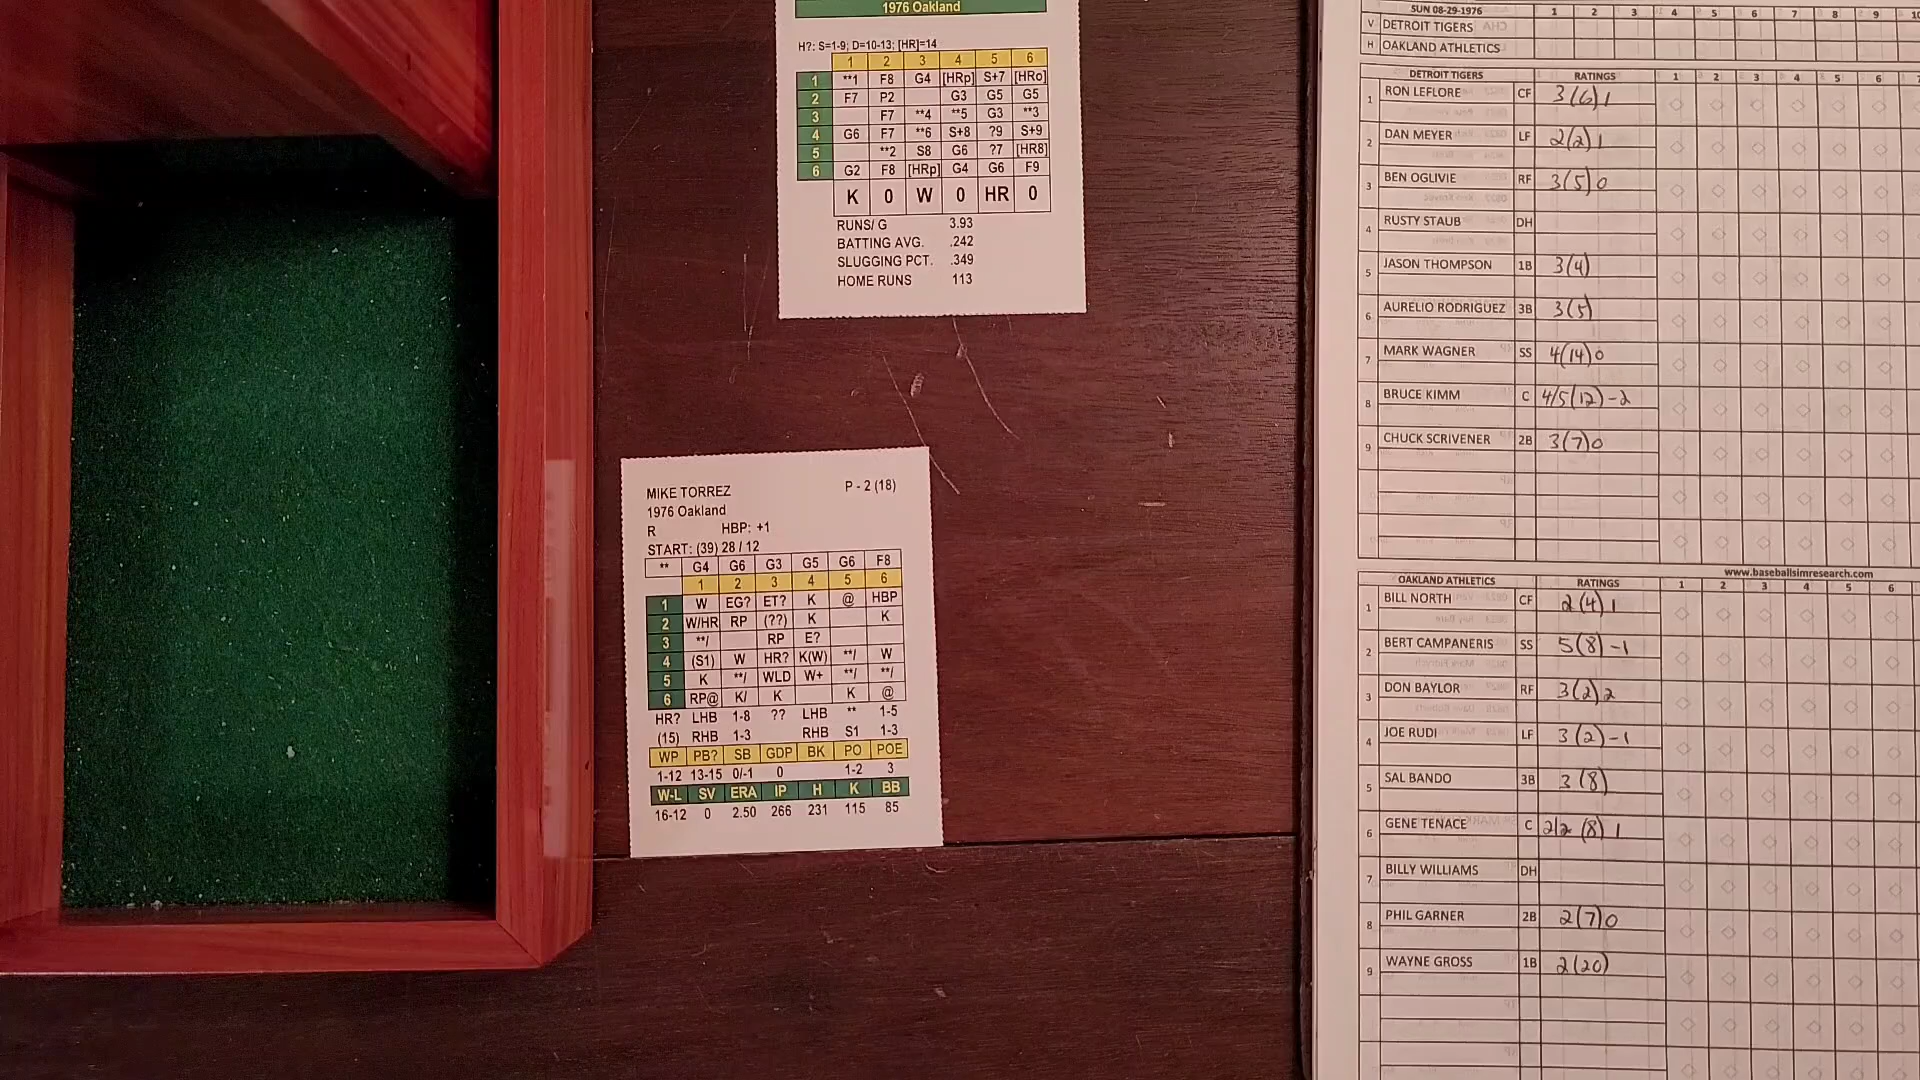 1976 Oakland
H?: S=1-9; D=10-13; [HR]=14
1 2 3 4 5 6
1 **1 F8 G4 [HRp] S+7 [HRo]
2 F7 P2 G3 G5 G5
3 F7 **4 **5 G3 **3
4 G6 F7 **6 S+8 ?9 S+9
5 **2 S8 G6 ?7 [HR8]
6 G2 F8 [HRp] G4 G6 F9
K 0 W 0 HR 0
RUNS/ G 3.93
BATTING AVG. .242
SLUGGING PCT. .349
HOME RUNS 113
MIKE TORREZ P - 2 (18)
1976 Oakland
R HBP: +1
START: (39) 28 / 12
** G4 G6 G3 G5 G6 F8
1 2 3 4 5 6
1 W EG? ET? K @ HBP
2 W/HR RP (??) K K
3 **/ RP E?
4 (S1) W HR? K(W) **/ W
5 K **/ WLD W+ **/ **/
6 RP@ K/ K K @
HR? LHB 1-8 ?? LHB ** 1-5
(15) RHB 1-3 RHB S1 1-3
WP PB? SB GDP BK PO POE
1-12 13-15 0/-1 0 1-2 3
W-L SV ERA IP H K BB
16-12 0 2.50 266 231 115 85
SUN 08-29-1976 1 2 3 4 5 6 7 8 9 10
V DETROIT TIGERS
H OAKLAND ATHLETICS
DETROIT TIGERS RATINGS 1 2 3 4 5 6
1 RON LEFLORE CF 3(6)1
2 DAN MEYER LF 2(2)1
3 BEN OGLIVIE RF 3(5)0
4 RUSTY STAUB DH
5 JASON THOMPSON 1B 3(4)
6 AURELIO RODRIGUEZ 3B 3(5)
7 MARK WAGNER SS 4(14)0
8 BRUCE KIMM C 4/5(12)-2
9 CHUCK SCRIVENER 2B 3(7)0
www.baseballsimresearch.com
OAKLAND ATHLETICS RATINGS 1 2 3 4 5 6
1 BILL NORTH CF 2(4)1
2 BERT CAMPANERIS SS 5(8)-1
3 DON BAYLOR RF 3(2)2
4 JOE RUDI LF 3(2)-1
5 SAL BANDO 3B 3(8)
6 GENE TENACE C 2/2(8)1
7 BILLY WILLIAMS DH
8 PHIL GARNER 2B 2(7)0
9 WAYNE GROSS 1B 2(20)